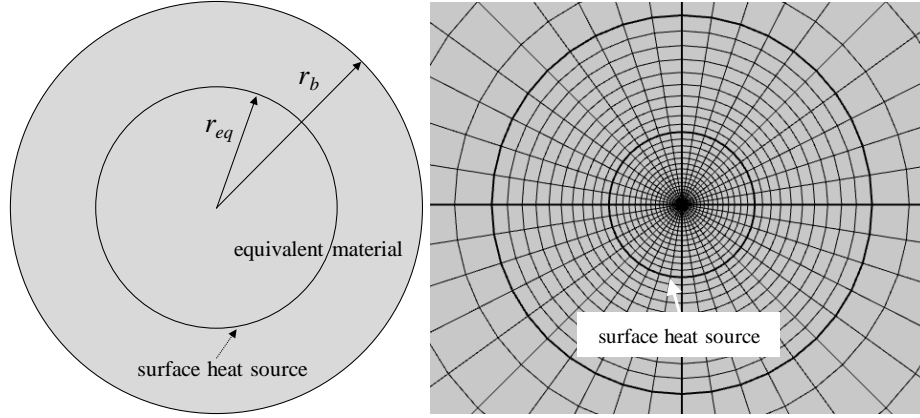 r_b
r_eq
equivalent material
surface heat source
surface heat source